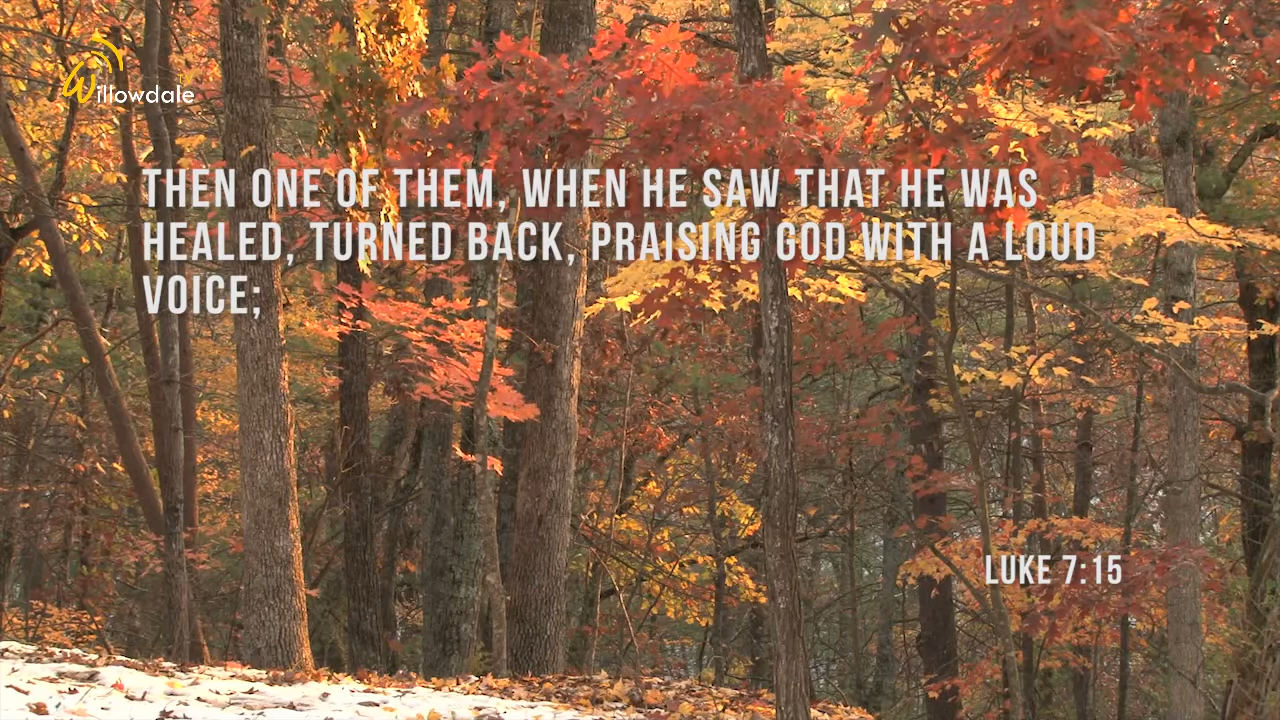 Willowdale
THEN ONE OF THEM, WHEN HE SAW THAT HE WAS
HEALED, TURNED BACK, PRAISING GOD WITH A LOUD
VOICE;
LUKE 7:15